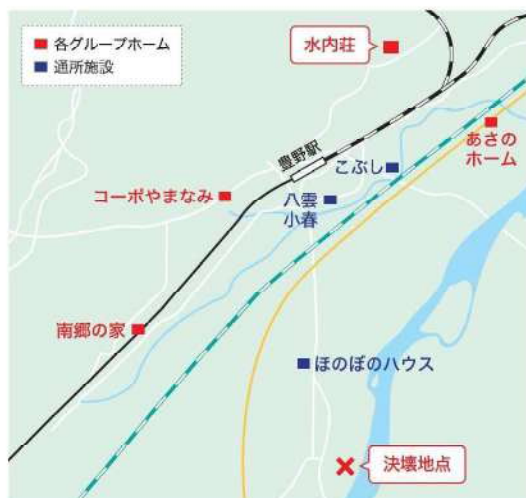 各グループホーム
通所施設
水内荘
あさの
ホーム
豊野駅
こぶし
コーポやまなみ
八雲
小春
南郷の家
ほのぼのハウス
決壊地点